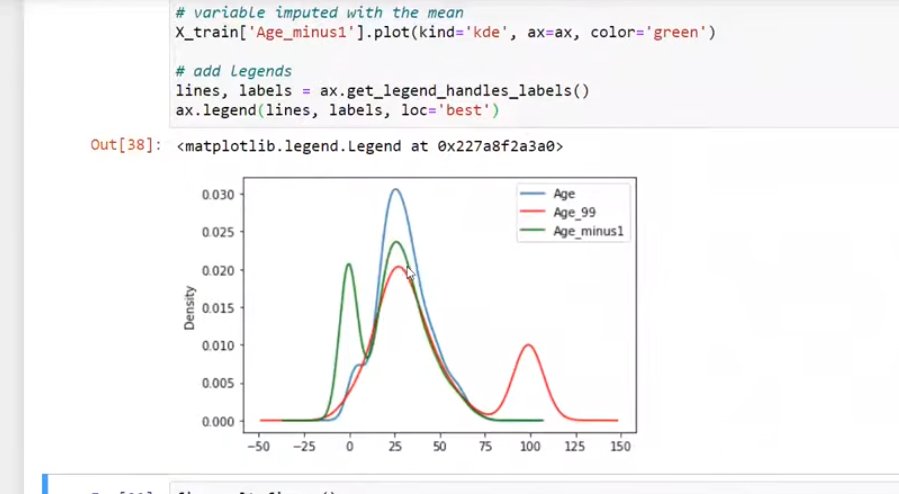 # variable imputed with the mean
X_train['Age_minus1'].plot(kind='kde', ax=ax, color='green')
# add Legends
lines, labels = ax.get_legend_handles_labels()
ax.legend(lines, labels, loc='best')
Out[38]: <matplotlib.legend.Legend at 0x227a8f2a3a0>
Age
Age_99
Age_minus1
0.030
0.025
0.020
0.015
0.010
0.005
0.000
Density
−50 −25 0 25 50 75 100 125 150